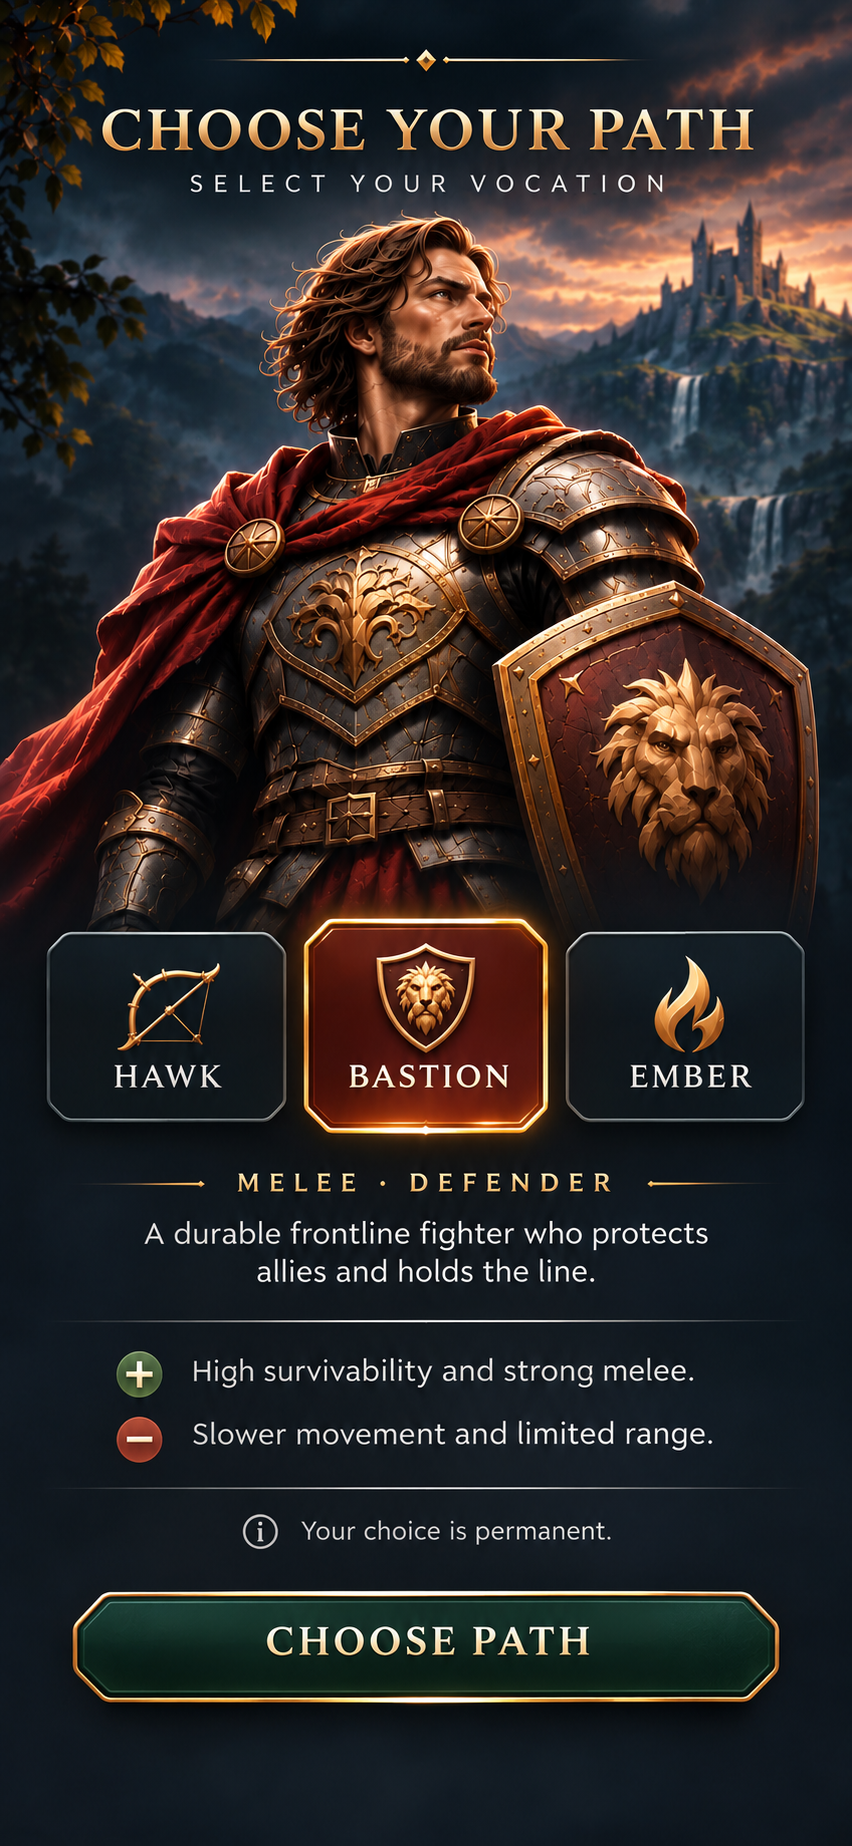 CHOOSE YOUR PATH
SELECT YOUR VOCATION
HAWK
BASTION
EMBER
MELEE · DEFENDER
A durable frontline fighter who protects
allies and holds the line.
High survivability and strong melee.
Slower movement and limited range.
Your choice is permanent.
CHOOSE PATH